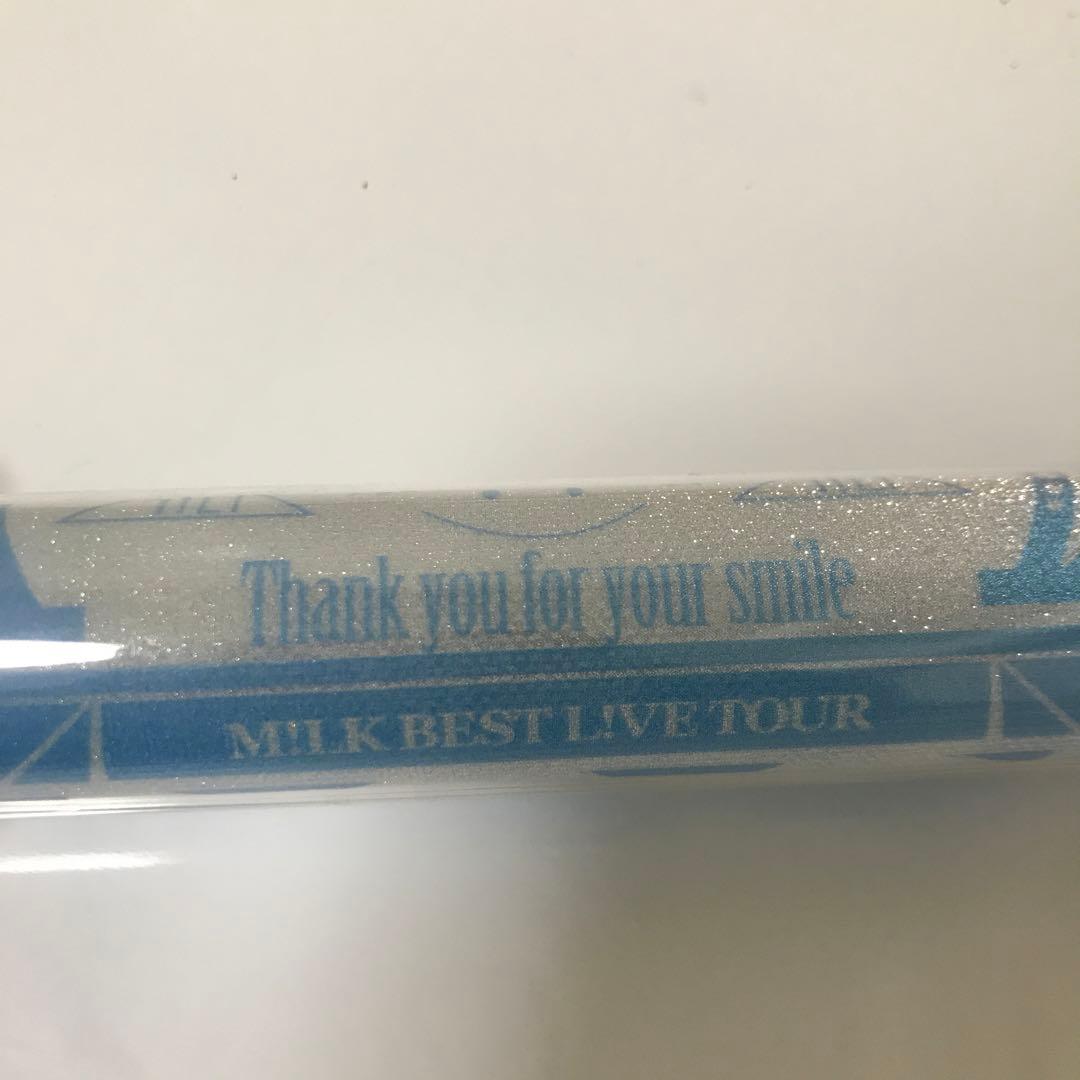 Thank you for your smile
M!LK BEST L!VE TOUR